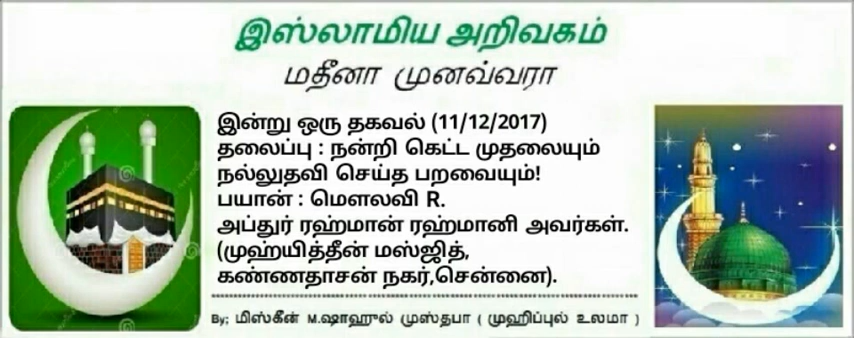 இஸ்லாமிய அறிவகம்
மதீனா முனவ்வரா
இன்று ஒரு தகவல் (11/12/2017)
தலைப்பு : நன்றி கெட்ட முதலையும்
நல்லுதவி செய்த பறவையும்!
பயான் : மௌலவி R.
அப்துர் ரஹ்மான் ரஹ்மானி அவர்கள்.
(முஹ்யித்தீன் மஸ்ஜித்,
கண்ணதாசன் நகர்,சென்னை).
By; மிஸ்கீன் M.ஷாஹுல் முஸ்தபா ( முஹிப்புல் உலமா )